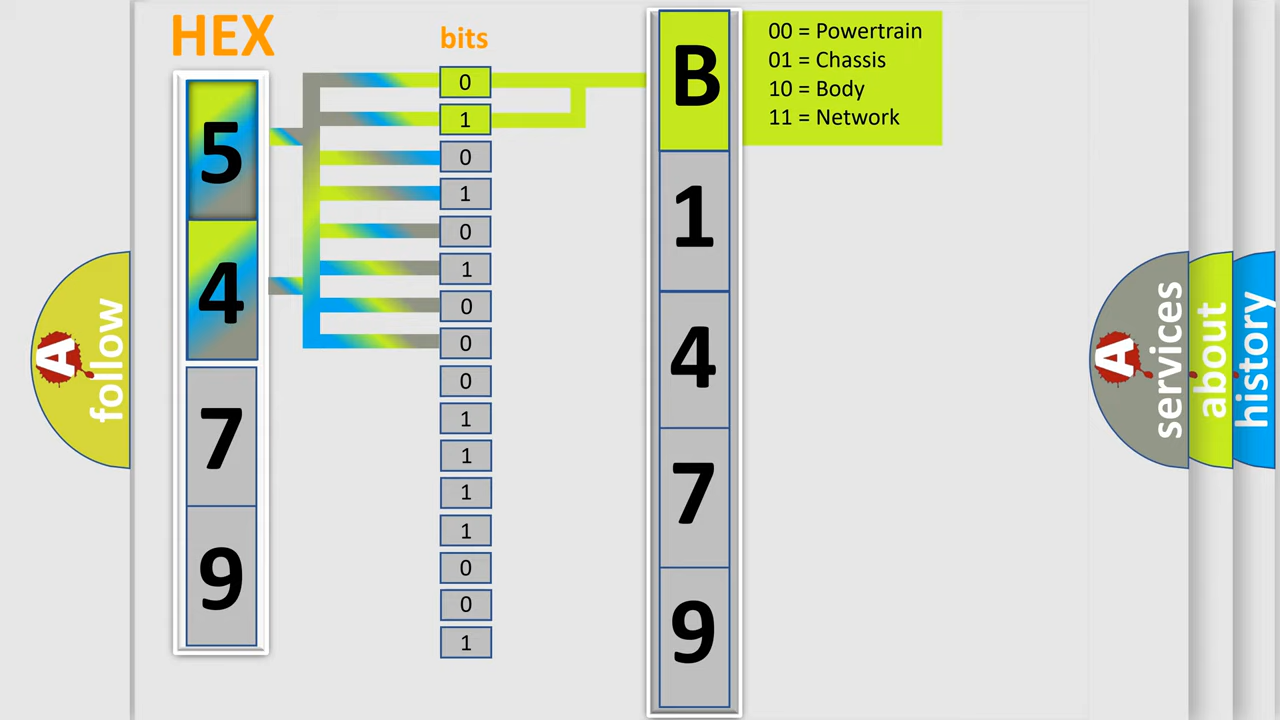 HEX
bits
5
4
7
9
0
1
0
1
0
1
0
0
0
1
1
1
1
0
0
1
B
1
4
7
9
00 = Powertrain
01 = Chassis
10 = Body
11 = Network
A
follow
A
services
about
history